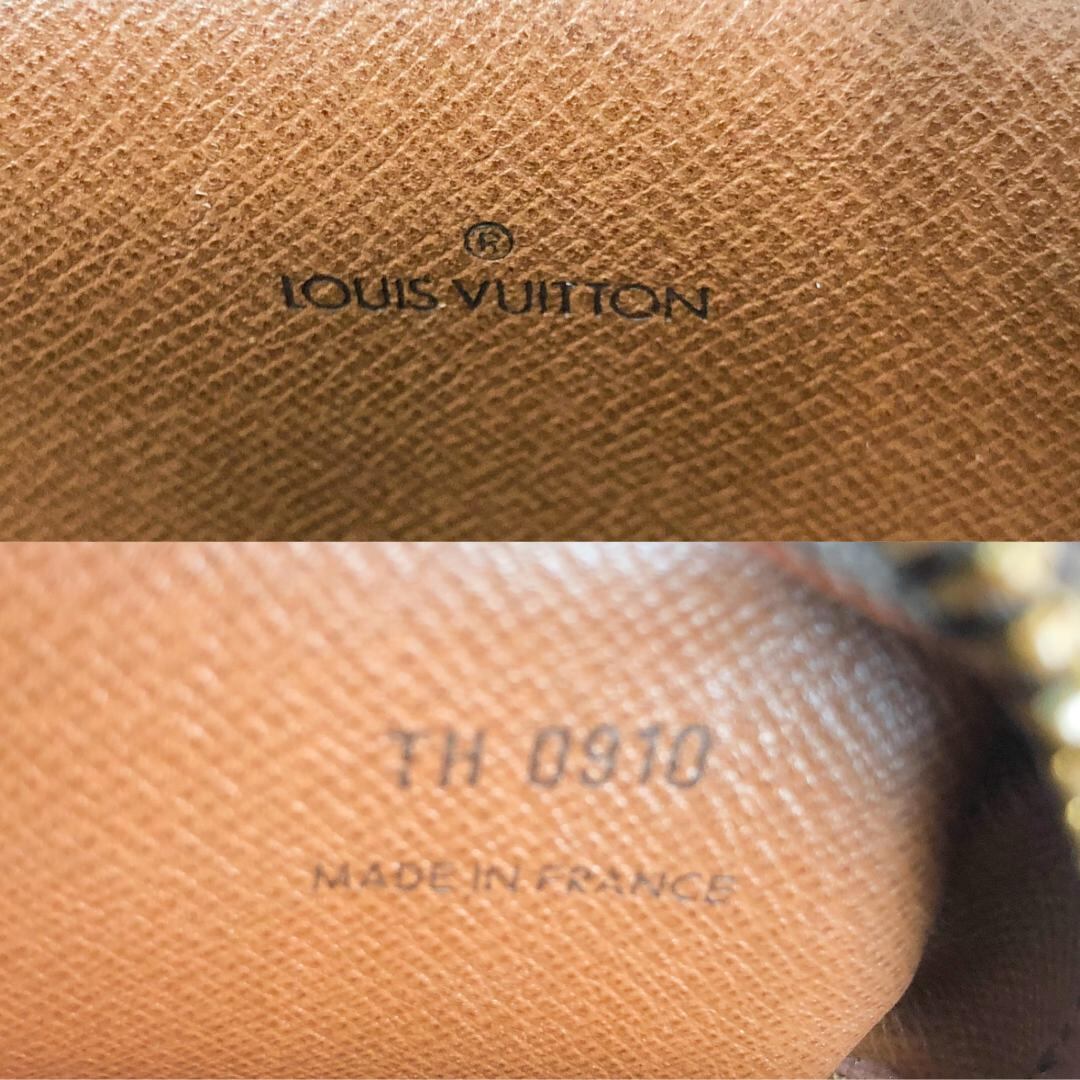 ®
LOUIS VUITTON
TH 0910
MADE IN FRANCE